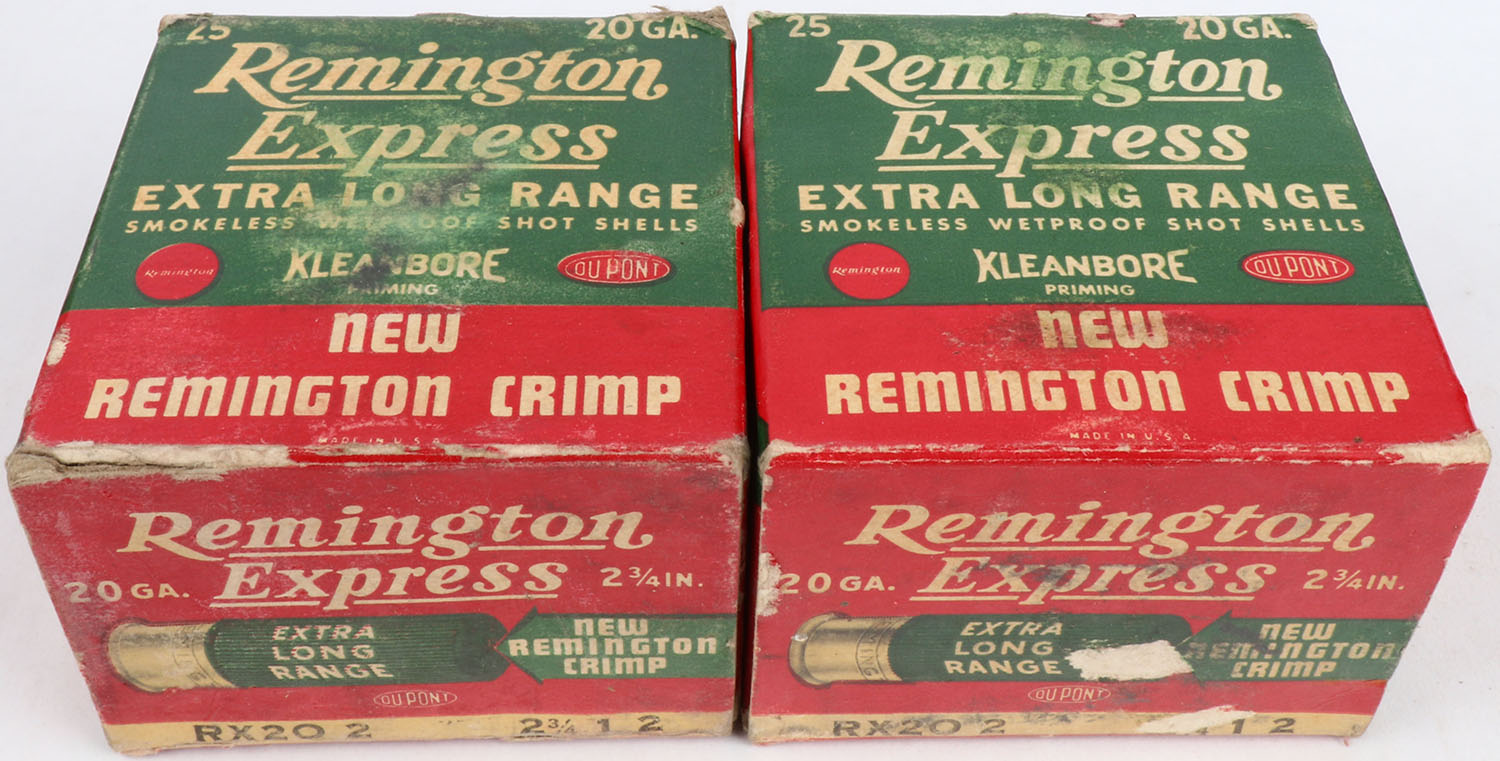 25 20 GA.
Remington
Express
EXTRA LONG RANGE
SMOKELESS WETPROOF SHOT SHELLS
Remington KLEANBORE DU PONT
PRIMING
NEW
REMINGTON CRIMP
MADE IN U.S.A.
Remington
20 GA. Express 2 3/4 IN.
EXTRA LONG RANGE
NEW REMINGTON CRIMP
DU PONT
RX20 2 2 3/4 1 2
25 20 GA.
Remington
Express
EXTRA LONG RANGE
SMOKELESS WETPROOF SHOT SHELLS
Remington KLEANBORE DU PONT
PRIMING
NEW
REMINGTON CRIMP
MADE IN U.S.A.
Remington
20 GA. Express 2 3/4 IN.
EXTRA LONG RANGE
NEW REMINGTON CRIMP
DU PONT
RX20 2 1 2